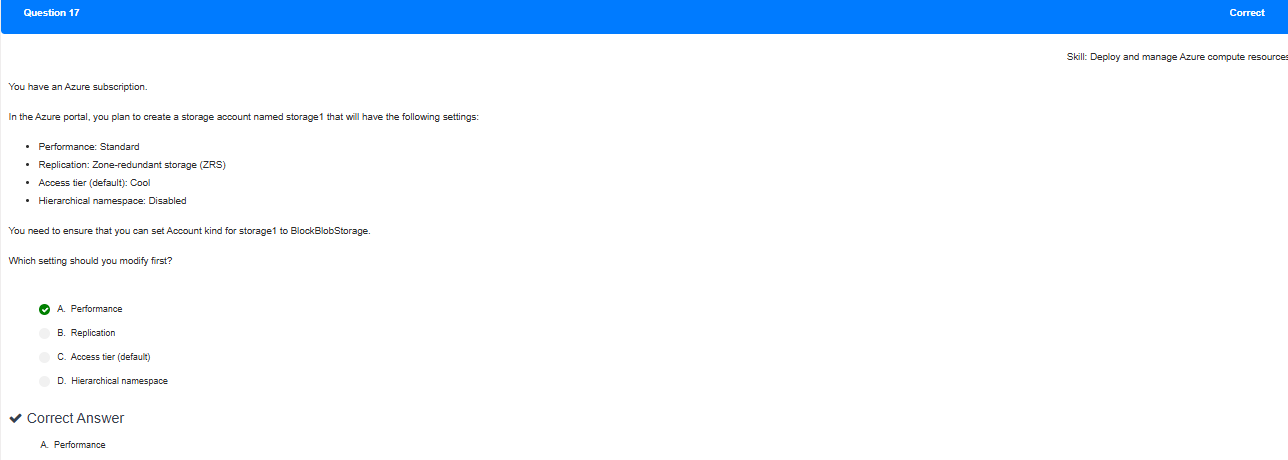 Question 17
Correct
Skill: Deploy and manage Azure compute resources
You have an Azure subscription.
In the Azure portal, you plan to create a storage account named storage1 that will have the following settings:
• Performance: Standard
• Replication: Zone-redundant storage (ZRS)
• Access tier (default): Cool
• Hierarchical namespace: Disabled
You need to ensure that you can set Account kind for storage1 to BlockBlobStorage.
Which setting should you modify first?
A. Performance
B. Replication
C. Access tier (default)
D. Hierarchical namespace
Correct Answer
A. Performance